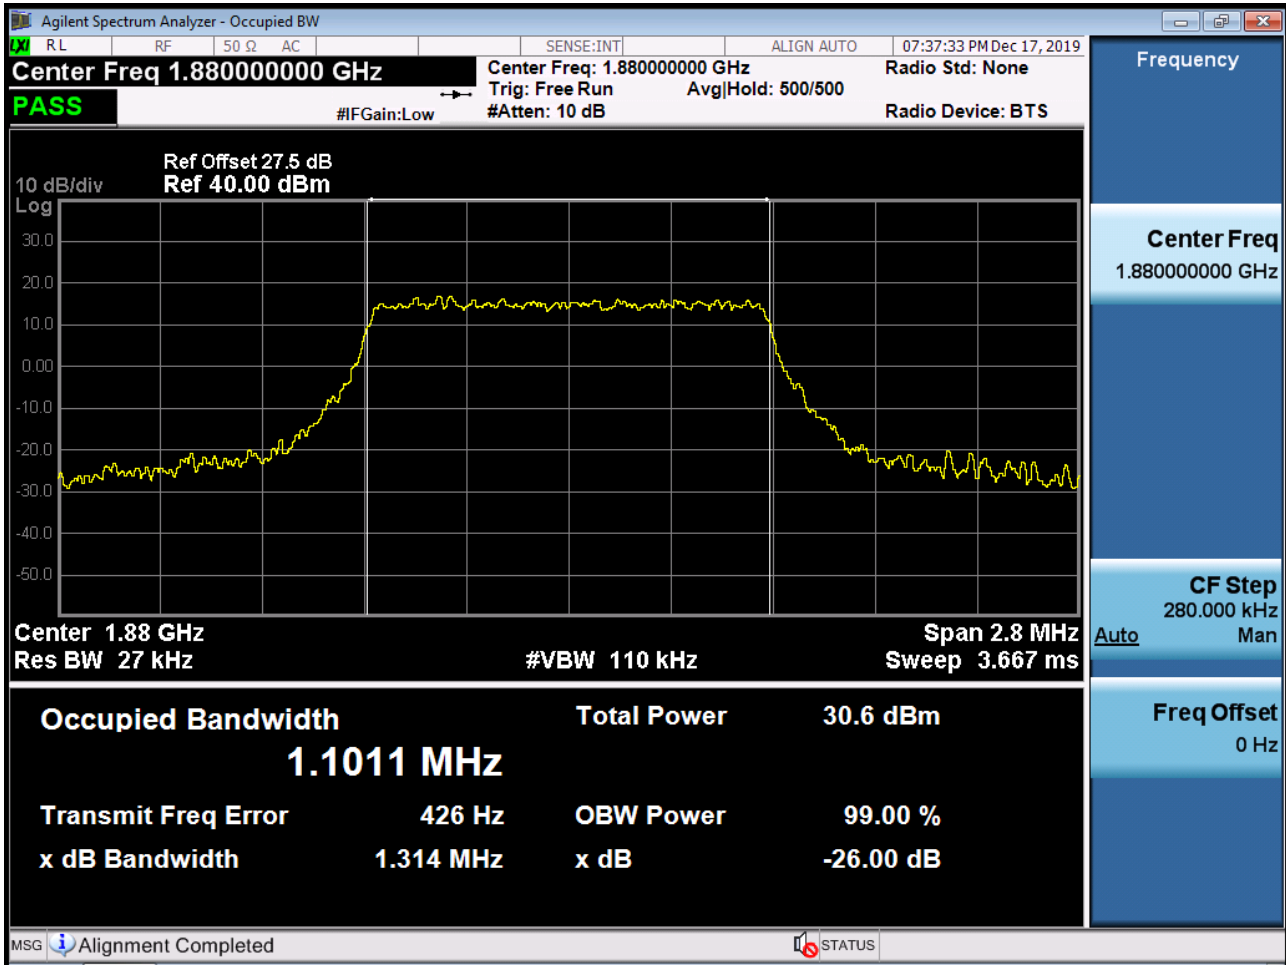 Agilent Spectrum Analyzer - Occupied BW
LXI RL RF 50 Ω AC SENSE:INT ALIGN AUTO 07:37:33 PM Dec 17, 2019
Center Freq 1.880000000 GHz
Center Freq: 1.880000000 GHz
Radio Std: None
Trig: Free Run Avg|Hold: 500/500
PASS
#IFGain:Low
#Atten: 10 dB
Radio Device: BTS
Frequency
Ref Offset 27.5 dB
10 dB/div Ref 40.00 dBm
Log
30.0
20.0
10.0
0.00
-10.0
-20.0
-30.0
-40.0
-50.0
Center Freq
1.880000000 GHz
CF Step
280.000 kHz
Auto Man
Freq Offset
0 Hz
Center 1.88 GHz Span 2.8 MHz
Res BW 27 kHz #VBW 110 kHz Sweep 3.667 ms
Occupied Bandwidth Total Power 30.6 dBm
1.1011 MHz
Transmit Freq Error 426 Hz OBW Power 99.00 %
x dB Bandwidth 1.314 MHz x dB -26.00 dB
MSG Alignment Completed STATUS